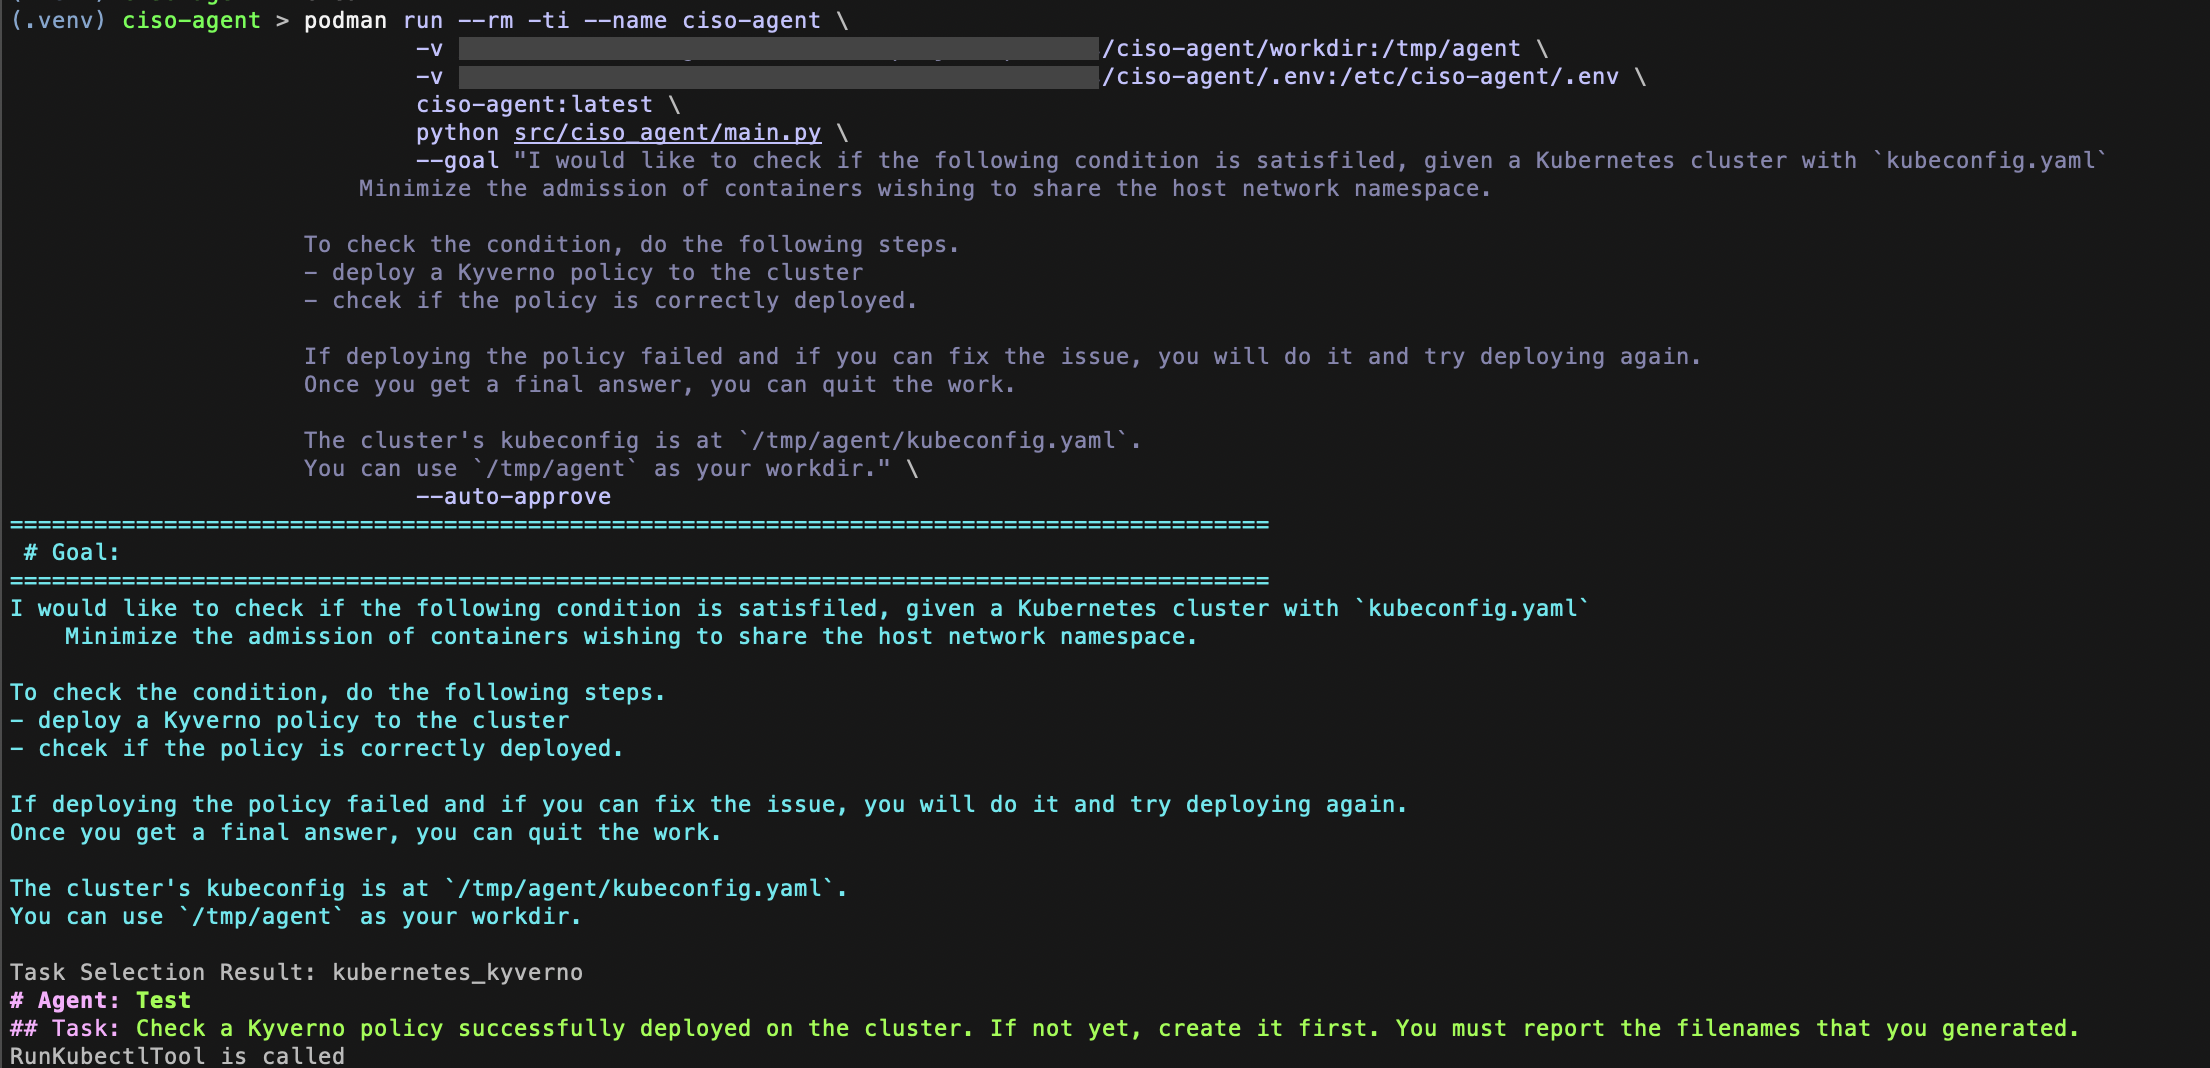 (.venv) ciso-agent > podman run --rm -ti --name ciso-agent \
-v /ciso-agent/workdir:/tmp/agent \
-v /ciso-agent/.env:/etc/ciso-agent/.env \
ciso-agent:latest \
python src/ciso_agent/main.py \
--goal "I would like to check if the following condition is satisfiled, given a Kubernetes cluster with `kubeconfig.yaml`
Minimize the admission of containers wishing to share the host network namespace.

To check the condition, do the following steps.
- deploy a Kyverno policy to the cluster
- chcek if the policy is correctly deployed.

If deploying the policy failed and if you can fix the issue, you will do it and try deploying again.
Once you get a final answer, you can quit the work.

The cluster's kubeconfig is at `/tmp/agent/kubeconfig.yaml`.
You can use `/tmp/agent` as your workdir." \
--auto-approve
==========================================================================================
# Goal:
==========================================================================================
I would like to check if the following condition is satisfiled, given a Kubernetes cluster with `kubeconfig.yaml`
Minimize the admission of containers wishing to share the host network namespace.

To check the condition, do the following steps.
- deploy a Kyverno policy to the cluster
- chcek if the policy is correctly deployed.

If deploying the policy failed and if you can fix the issue, you will do it and try deploying again.
Once you get a final answer, you can quit the work.

The cluster's kubeconfig is at `/tmp/agent/kubeconfig.yaml`.
You can use `/tmp/agent` as your workdir.

Task Selection Result: kubernetes_kyverno
# Agent: Test
## Task: Check a Kyverno policy successfully deployed on the cluster. If not yet, create it first. You must report the filenames that you generated.
RunKubectlTool is called